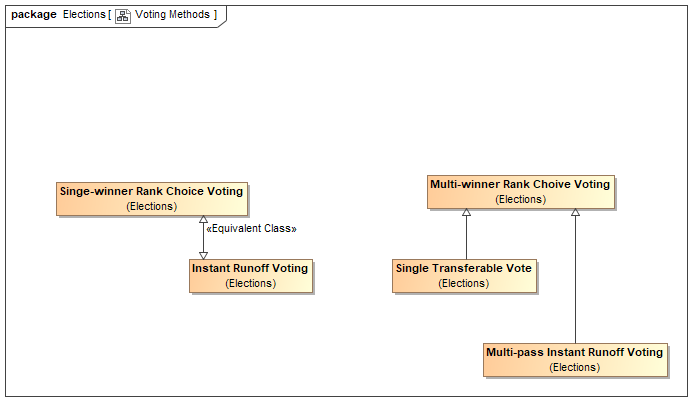 package Elections [ Voting Methods ]
Singe-winner Rank Choice Voting
(Elections)
«Equivalent Class»
Instant Runoff Voting
(Elections)
Multi-winner Rank Choive Voting
(Elections)
Single Transferable Vote
(Elections)
Multi-pass Instant Runoff Voting
(Elections)